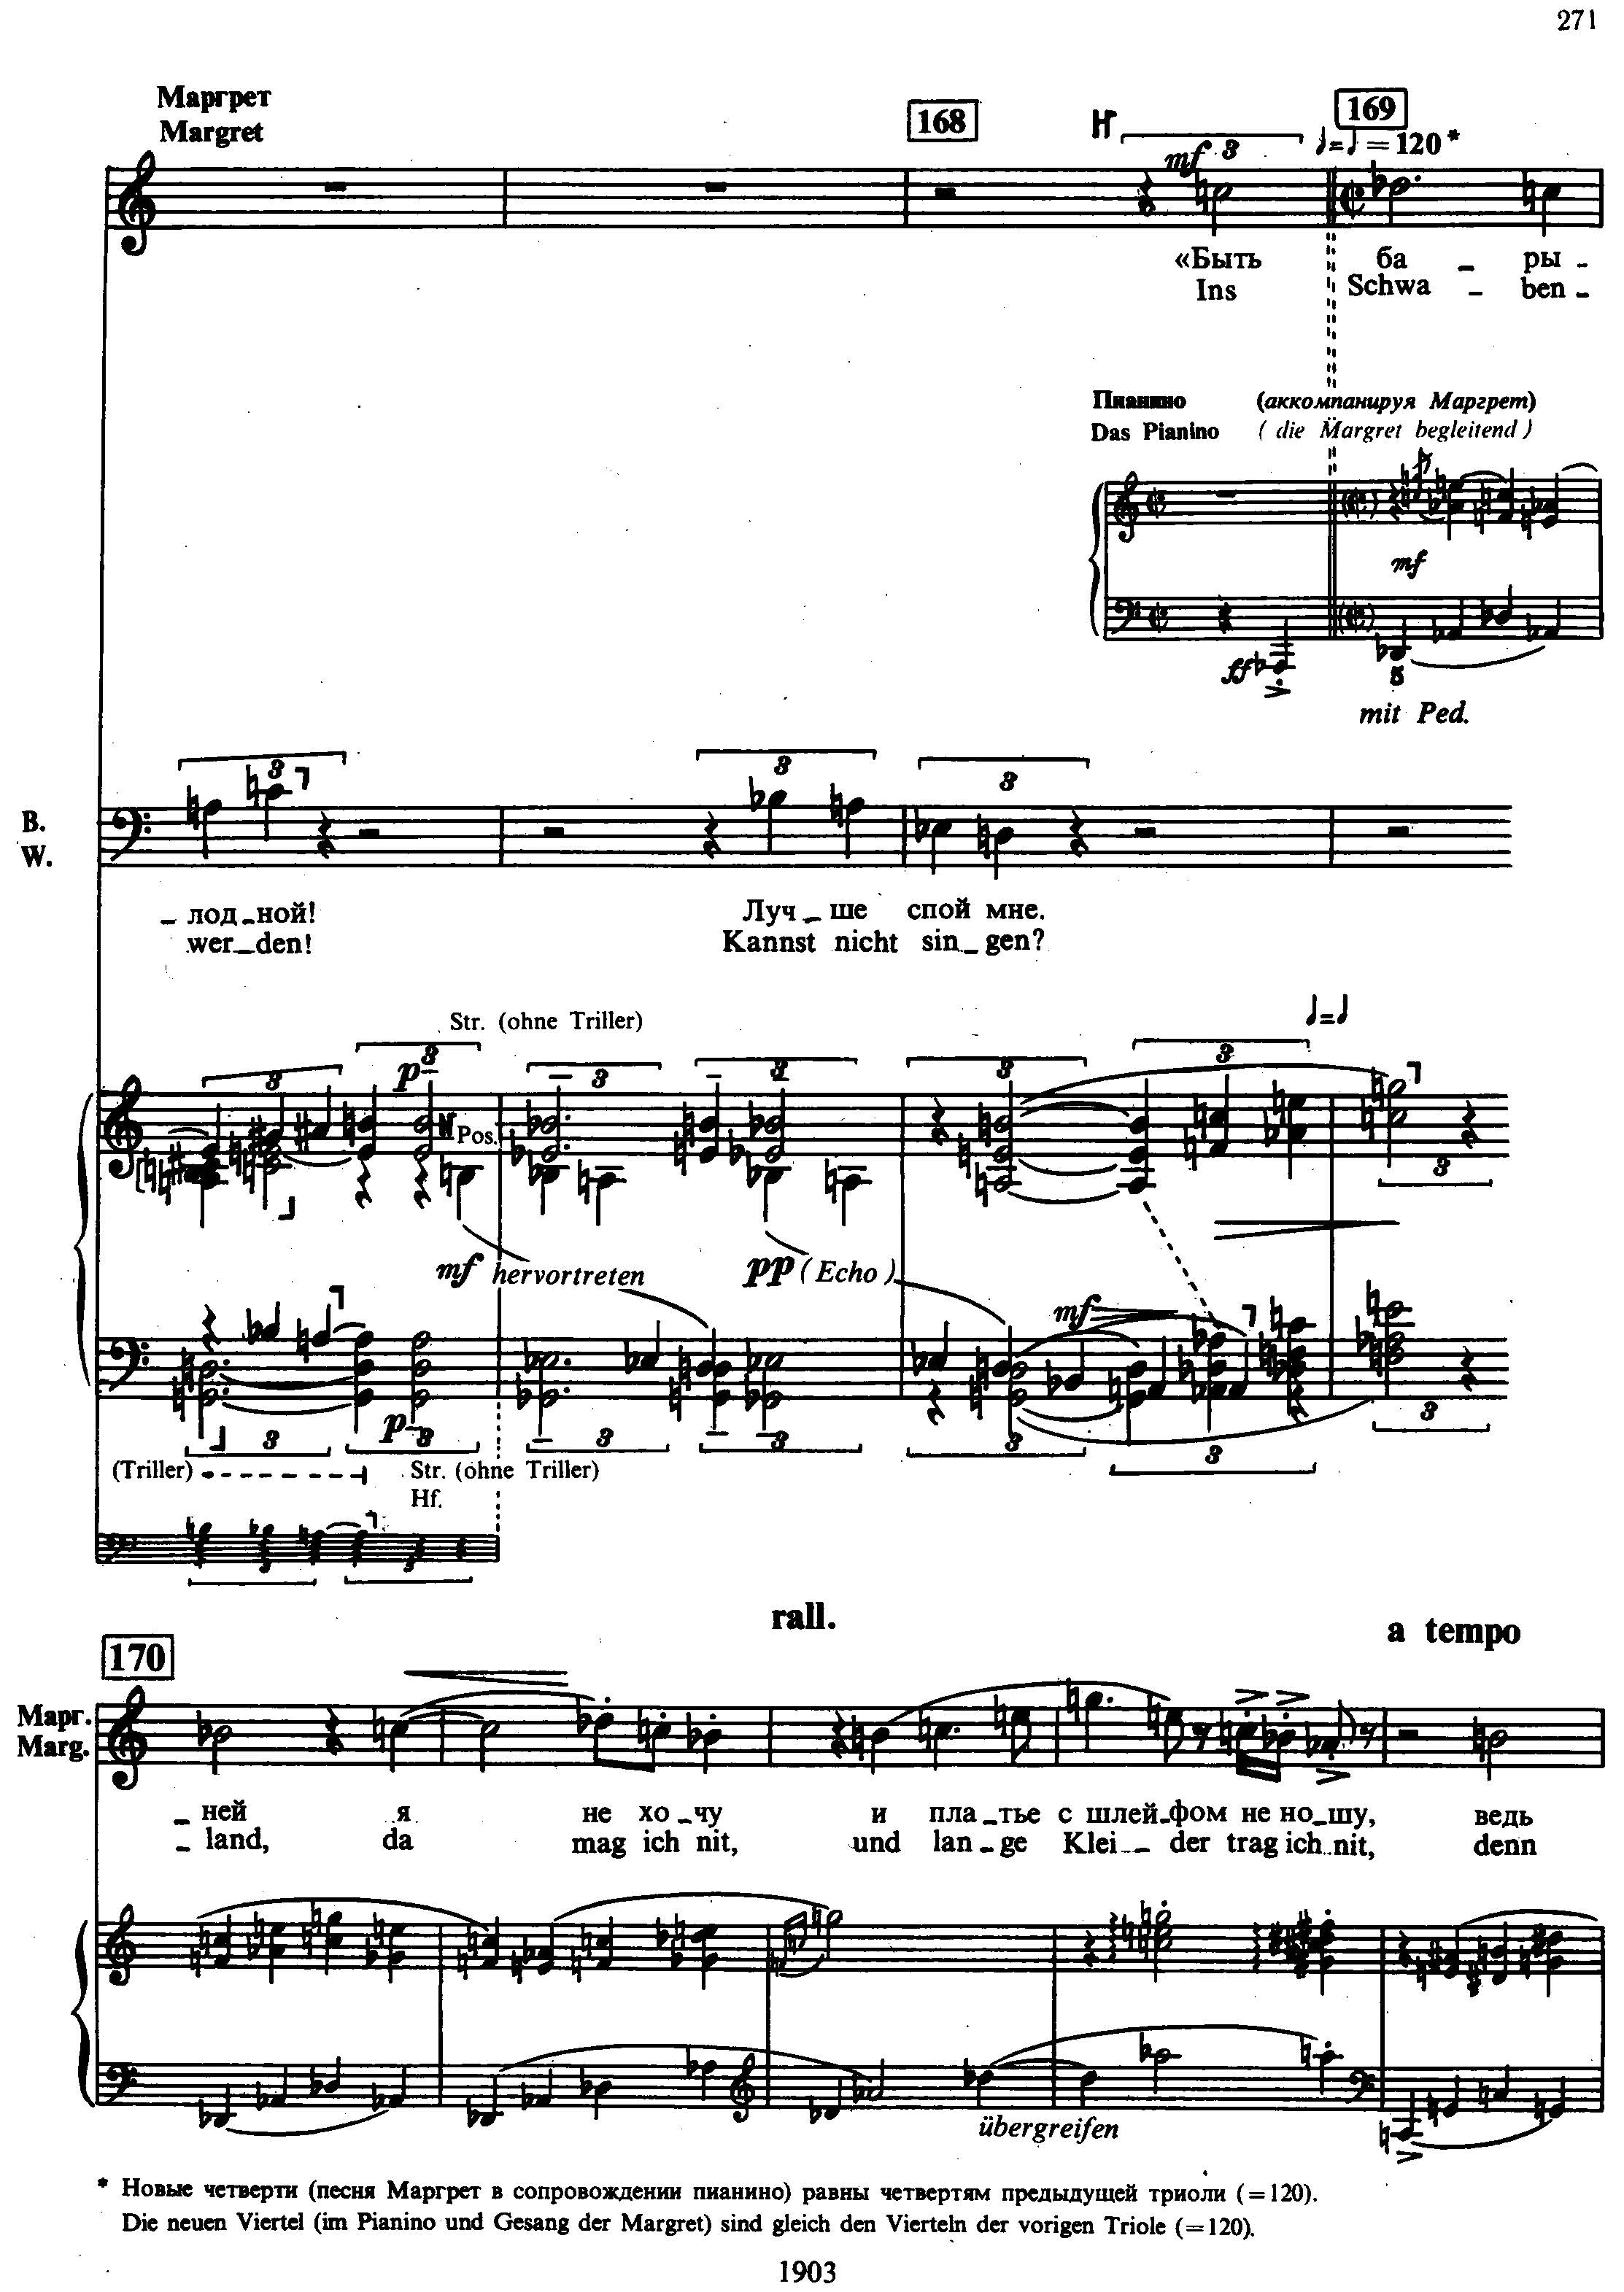 271
Маргрет
Margret
168
169
H
mf 3
♩=♩ = 120 *
«Быть ба – ры –
Ins Schwa – ben –
Пианино (аккомпанируя Маргрет)
Das Pianino (die Margret begleitend)
mf
ff
5
mit Ped.
3 3 3
B.
W.
– лод – ной! Луч – ше спой мне.
wer – den! Kannst nicht sin – gen?
♩=♩
Str. (ohne Triller)
3 3 3 3 3 3
p
Pos.
3
mf hervortreten pp (Echo)
mf
p
3 3 3 3 3 3 3
(Triller) Str. (ohne Triller)
Hf.
3 3
rall.
a tempo
170
Марг.
Marg.
– ней я не хо – чу и пла – тье с шлей – фом не но – шу, ведь
– land, da mag ich nit, und lan – ge Klei – der trag ich nit, denn
übergreifen
* Новые четверти (песня Маргрет в сопровождении пианино) равны четвертям предыдущей триоли (=120).
Die neuen Viertel (im Pianino und Gesang der Margret) sind gleich den Vierteln der vorigen Triole (=120).
1903